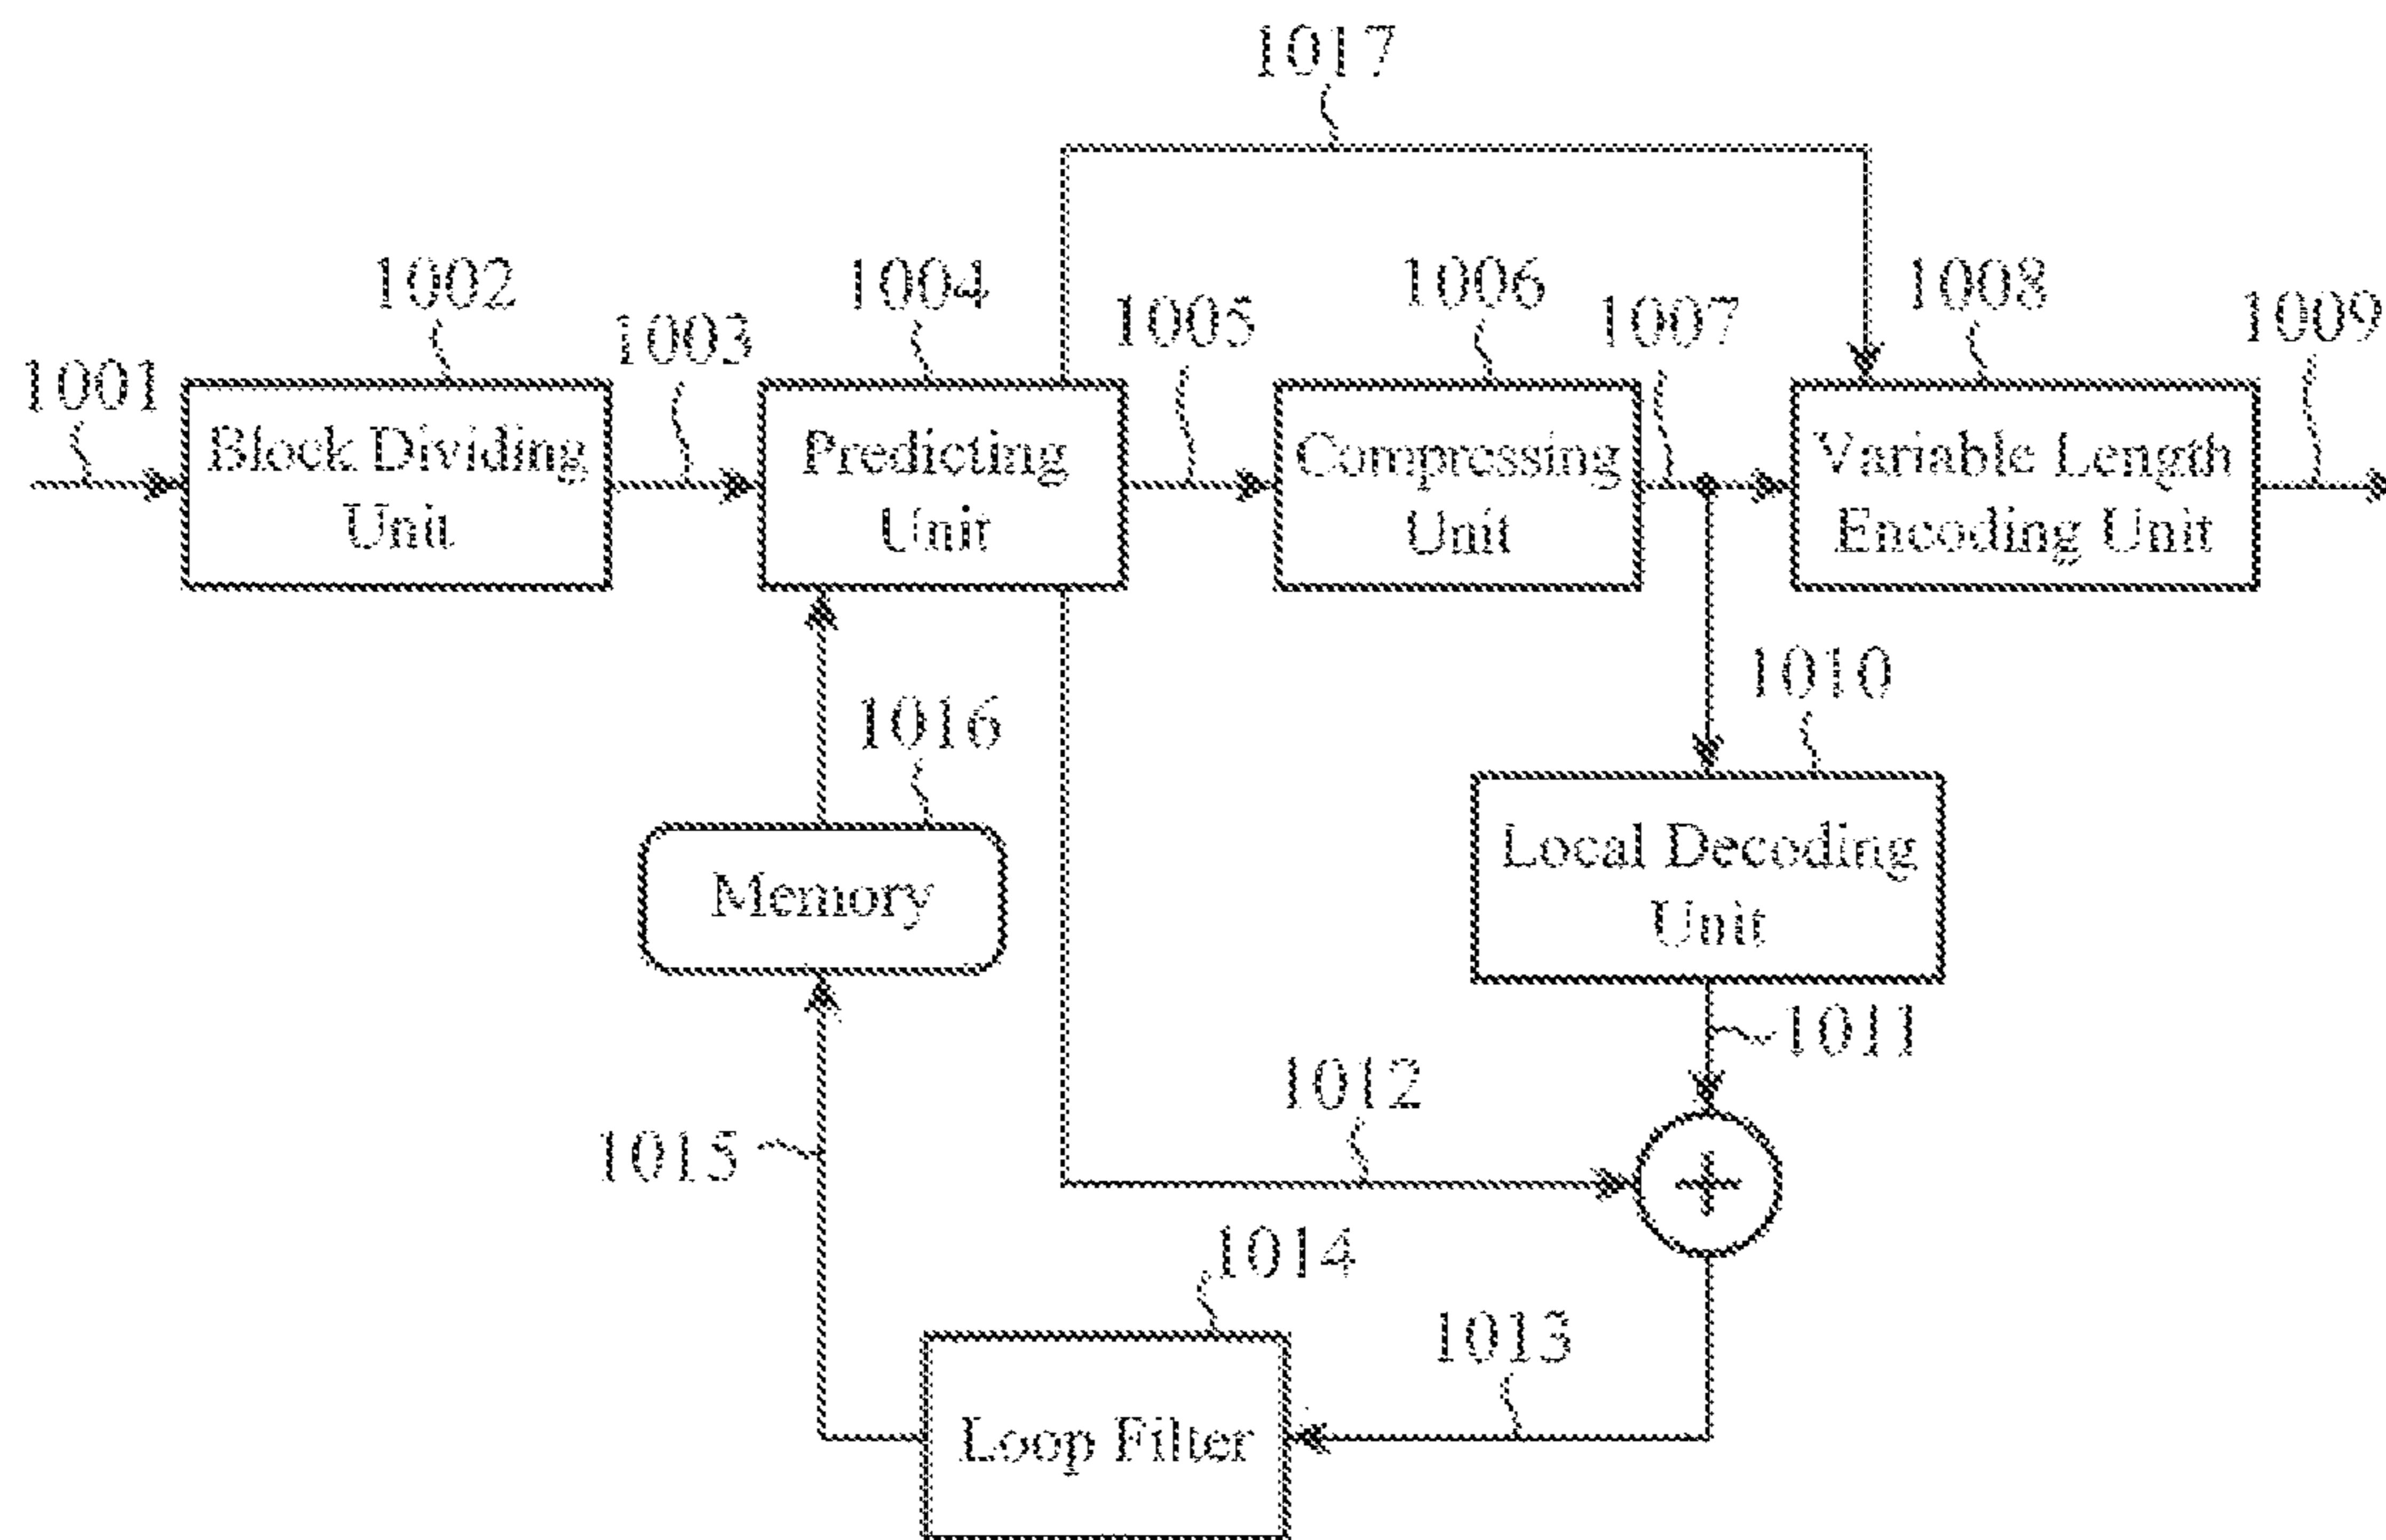 1017
1002
1004
1006
1008
1001
1003
1005
1007
1009
Block Dividing
Unit
Predicting
Unit
Compressing
Unit
Variable Length
Encoding Unit
1010
1016
Local Decoding
Unit
Memory
1011
1012
1015
1014
1013
Loop Filter